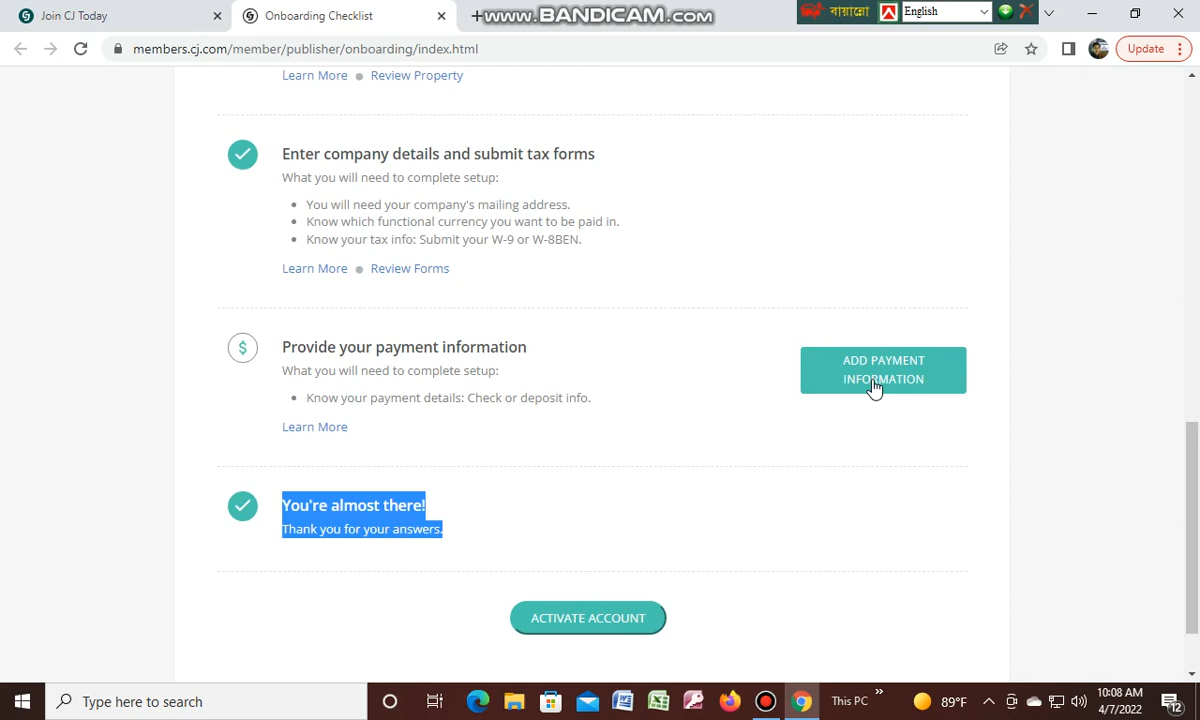 Join CJ Today
Onboarding Checklist
www.BANDICAM.com
বায়ান্নো
English
members.cj.com/member/publisher/onboarding/index.html
Update
Learn More
Review Property
Enter company details and submit tax forms
What you will need to complete setup:
You will need your company's mailing address.
Know which functional currency you want to be paid in.
Know your tax info: Submit your W-9 or W-8BEN.
Learn More
Review Forms
Provide your payment information
What you will need to complete setup:
Know your payment details: Check or deposit info.
Learn More
ADD PAYMENT
INFORMATION
You're almost there!
Thank you for your answers.
ACTIVATE ACCOUNT
Type here to search
This PC
89°F
10:08 AM
4/7/2022
12